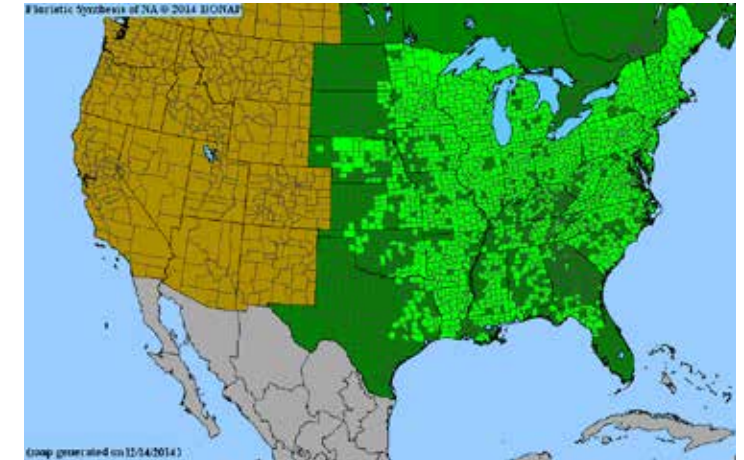 Floristic Synthesis of NA © 2014 BONAP
(map generated on 12/14/2014)